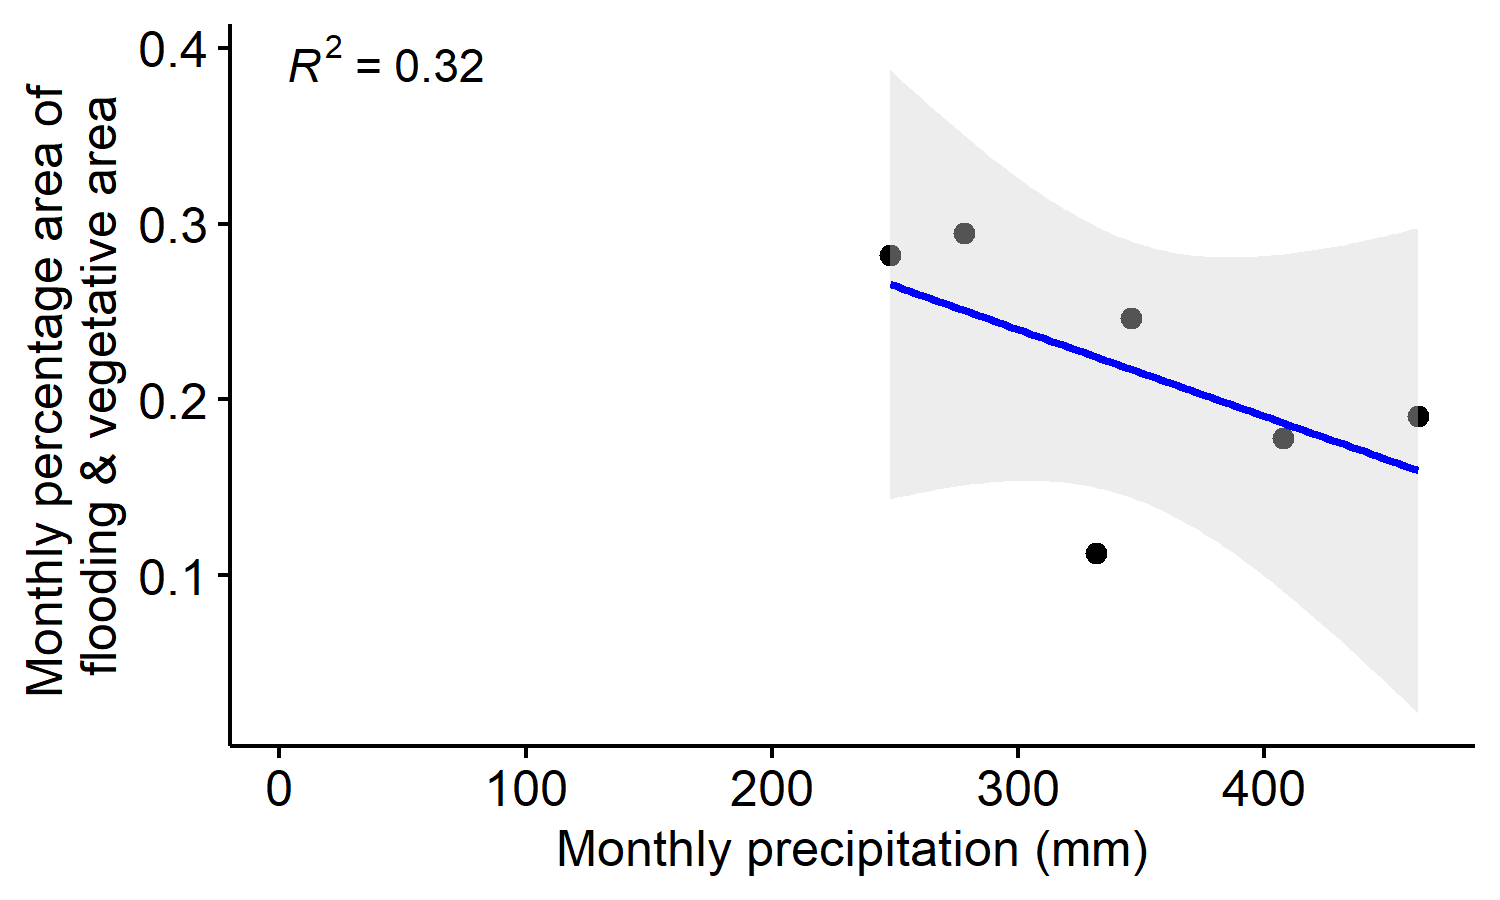 R² = 0.32
Monthly percentage area of
flooding & vegetative area
0.4
0.3
0.2
0.1
0 100 200 300 400
Monthly precipitation (mm)